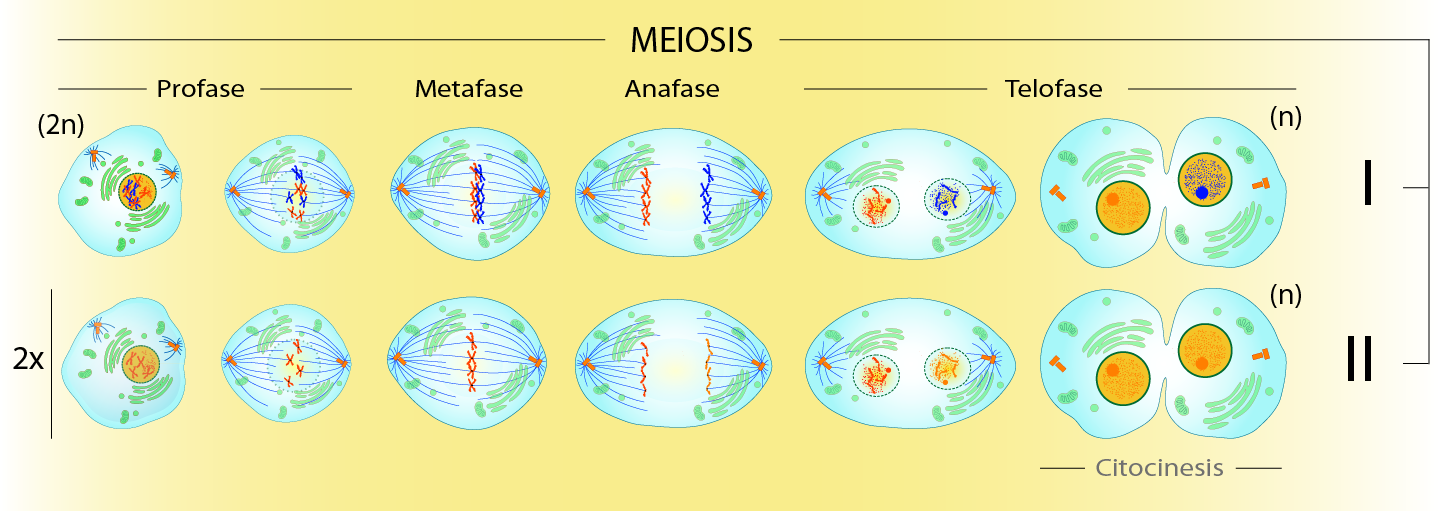 MEIOSIS
Profase
Metafase
Anafase
Telofase
(2n)
(n)
I
2x
(n)
II
Citocinesis